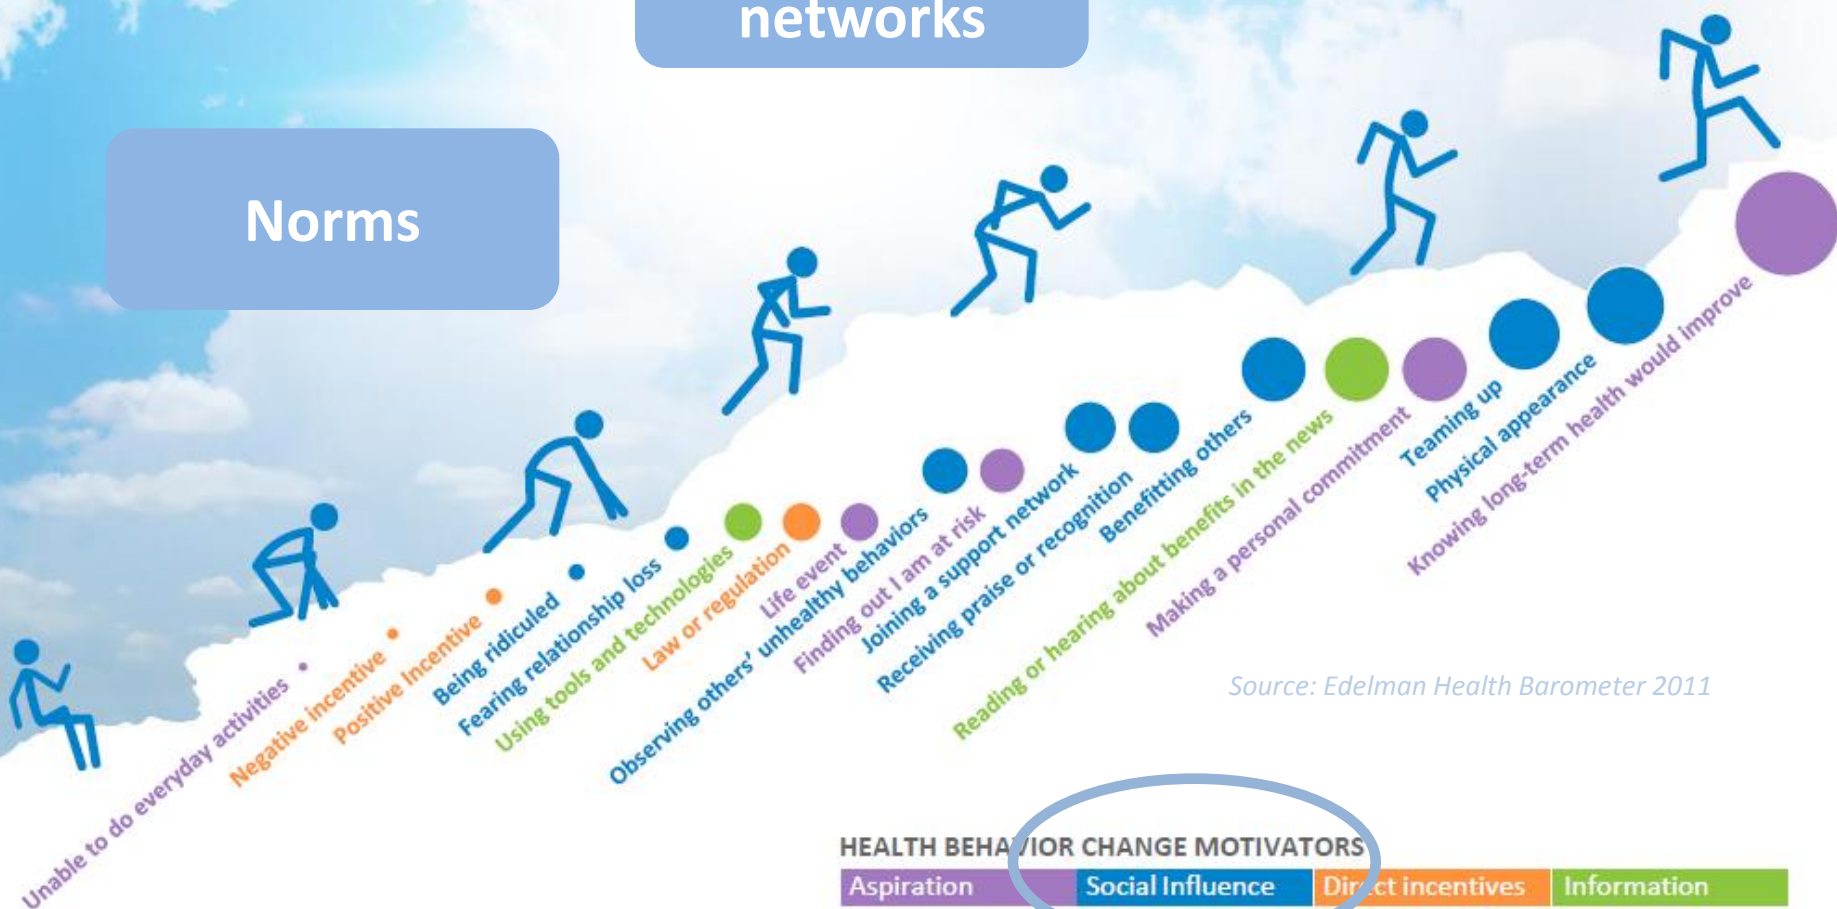 networks
Norms
Unable to do everyday activities
Negative incentive
Positive Incentive
Being ridiculed
Fearing relationship loss
Using tools and technologies
Law or regulation
Life event
Observing others' unhealthy behaviors
Finding out I am at risk
Joining a support network
Receiving praise or recognition
Benefitting others
Reading or hearing about benefits in the news
Making a personal commitment
Teaming up
Physical appearance
Knowing long-term health would improve
Source: Edelman Health Barometer 2011
HEALTH BEHAVIOR CHANGE MOTIVATORS
Aspiration Social Influence Direct incentives Information